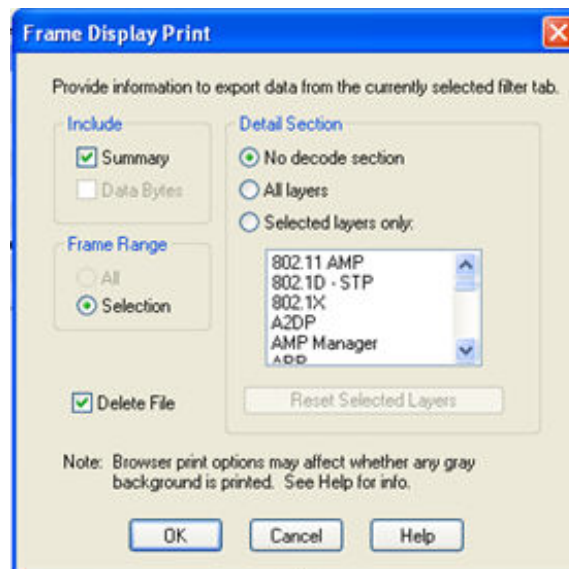 Frame Display Print
Provide information to export data from the currently selected filter tab.
Include
Summary
Data Bytes
Frame Range
All
Selection
Delete File
Detail Section
No decode section
All layers
Selected layers only:
802.11 AMP
802.1D - STP
802.1X
A2DP
AMP Manager
Reset Selected Layers
Note: Browser print options may affect whether any gray
background is printed. See Help for info.
OK
Cancel
Help